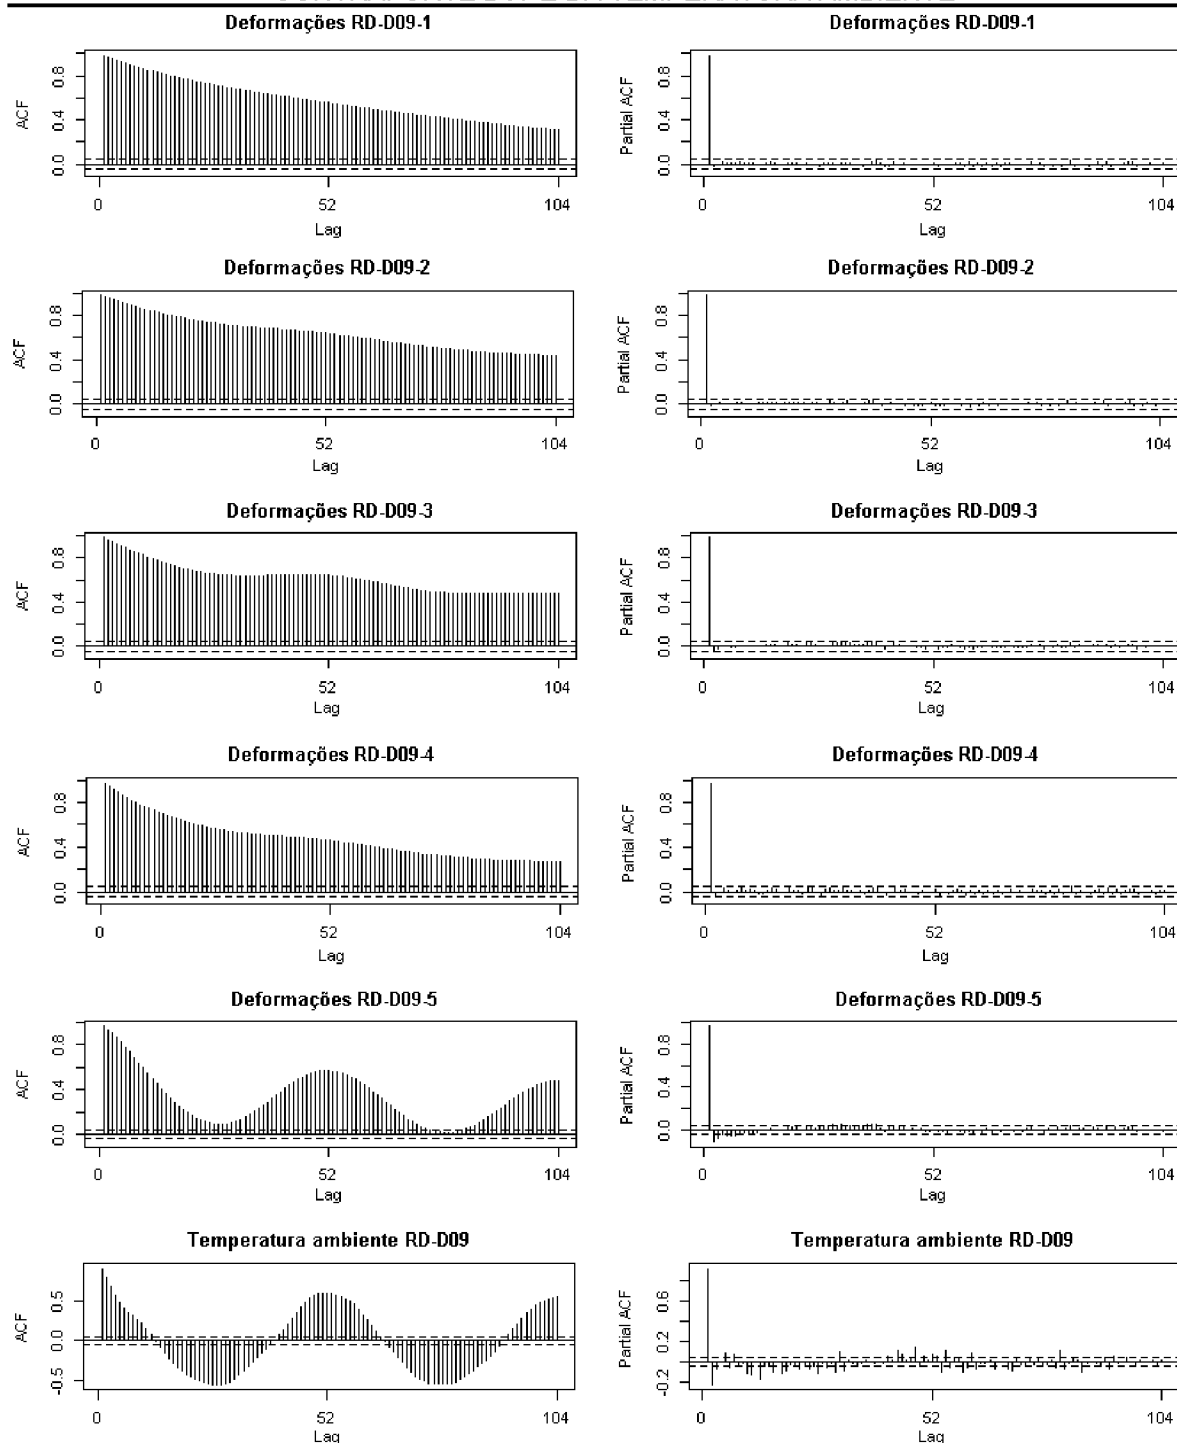 Deformações RD-D09-1
Deformações RD-D09-1
ACF
0.0 0.4 0.8
0 52 104
Lag
Partial ACF
0.0 0.4 0.8
0 52 104
Lag
Deformações RD-D09-2
Deformações RD-D09-2
ACF
0.0 0.4 0.8
0 52 104
Lag
Partial ACF
0.0 0.4 0.8
0 52 104
Lag
Deformações RD-D09-3
Deformações RD-D09-3
ACF
0.0 0.4 0.8
0 52 104
Lag
Partial ACF
0.0 0.4 0.8
0 52 104
Lag
Deformações RD-D09-4
Deformações RD-D09-4
ACF
0.0 0.4 0.8
0 52 104
Lag
Partial ACF
0.0 0.4 0.8
0 52 104
Lag
Deformações RD-D09-5
Deformações RD-D09-5
ACF
0.0 0.4 0.8
0 52 104
Lag
Partial ACF
0.0 0.4 0.8
0 52 104
Lag
Temperatura ambiente RD-D09
Temperatura ambiente RD-D09
ACF
-0.5 0.0 0.5
0 52 104
Lag
Partial ACF
-0.2 0.2 0.6
0 52 104
Lag